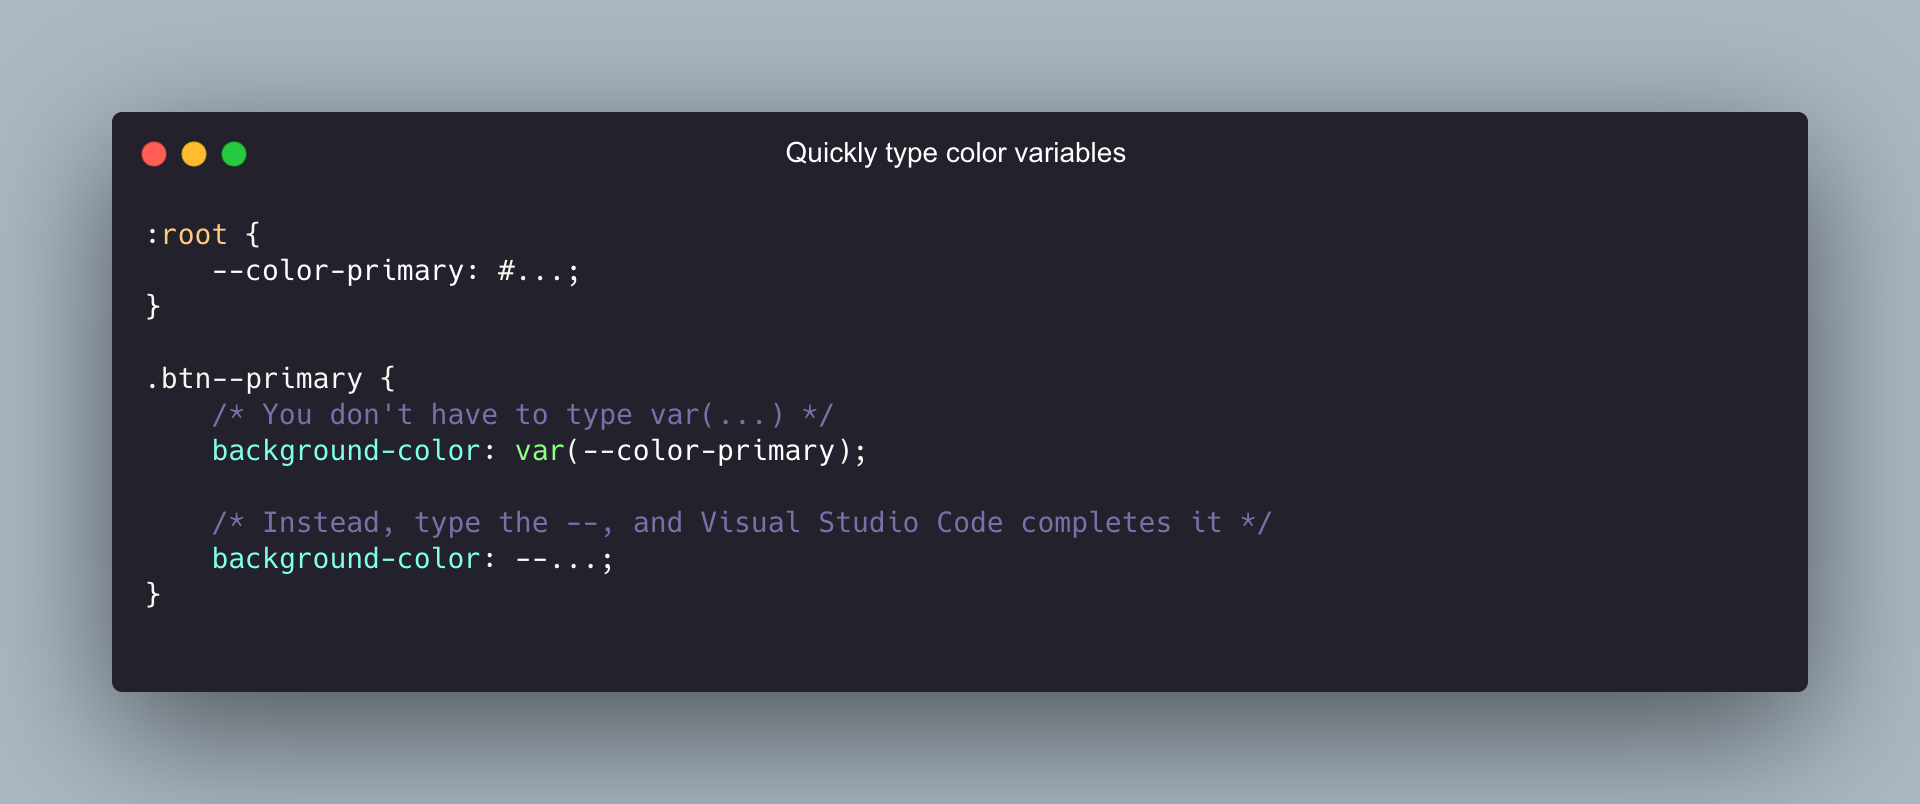 Quickly type color variables
:root {
    --color-primary: #...;
}
.btn--primary {
    /* You don't have to type var(...) */
    background-color: var(--color-primary);
    /* Instead, type the --, and Visual Studio Code completes it */
    background-color: --...;
}